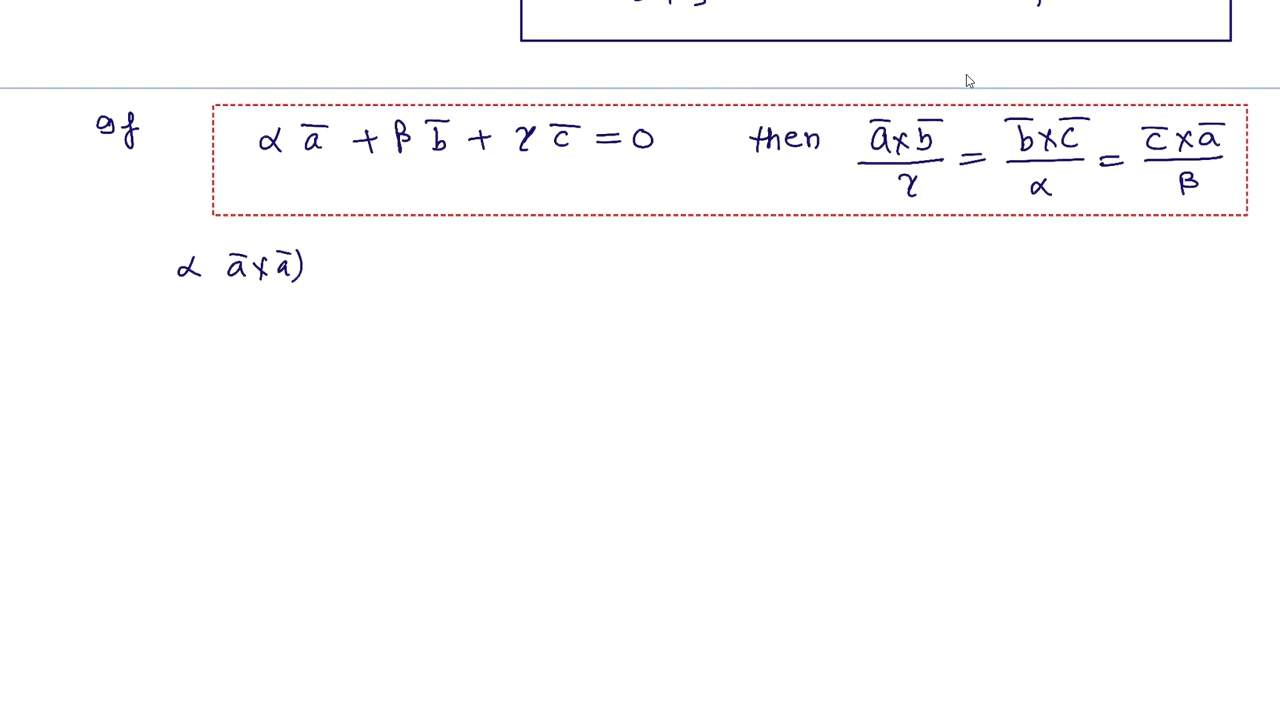 If α a̅ + β b̅ + γ c̅ = 0 then (a̅ × b̅)/γ = (b̅ × c̅)/α = (c̅ × a̅)/β
α a̅ × a̅)